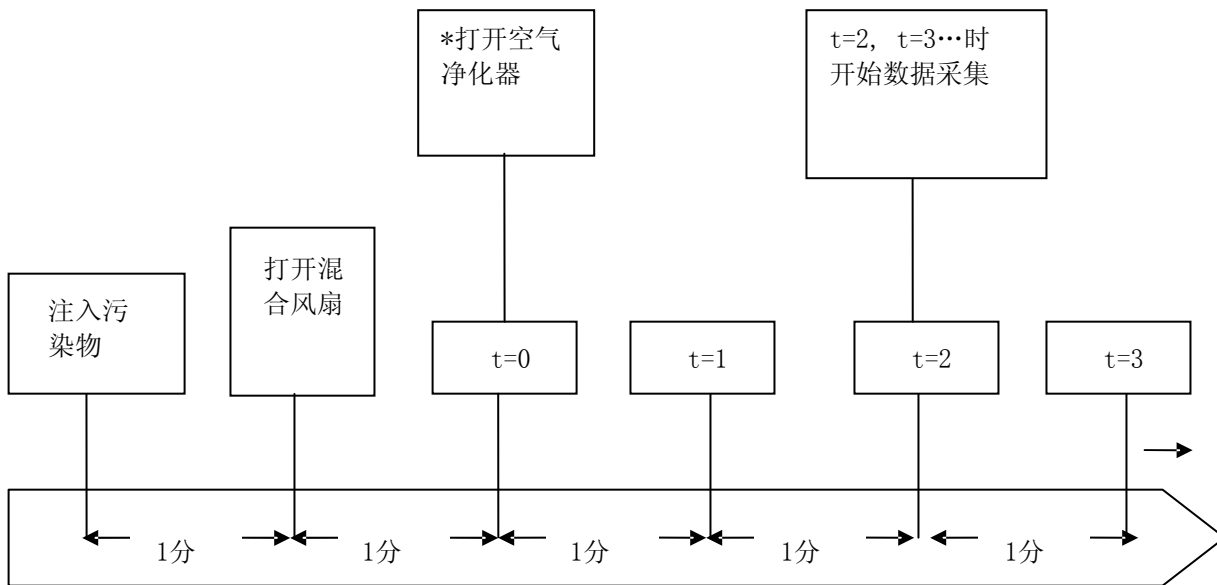 *打开空气
净化器
t=2, t=3…时
开始数据采集
注入污
染物
打开混
合风扇
t=0
t=1
t=2
t=3
1分
1分
1分
1分
1分